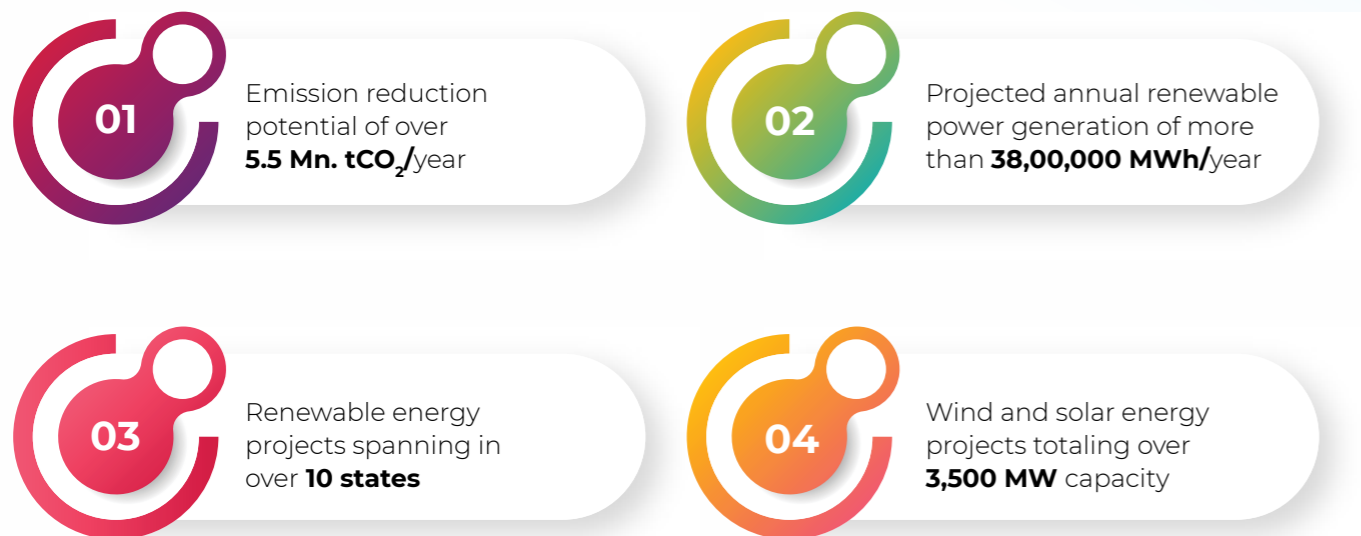 01
Emission reduction
potential of over
5.5 Mn. tCO₂/year
02
Projected annual renewable
power generation of more
than 38,00,000 MWh/year
03
Renewable energy
projects spanning in
over 10 states
04
Wind and solar energy
projects totaling over
3,500 MW capacity